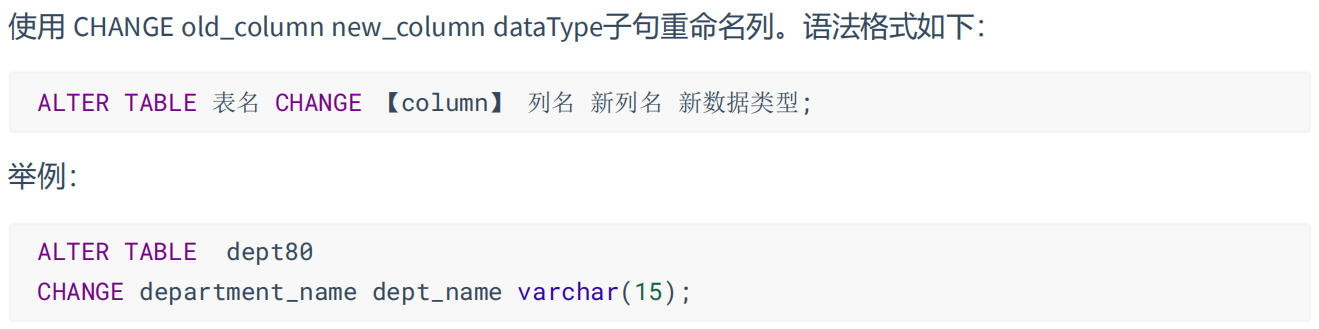 使用 CHANGE old_column new_column dataType子句重命名列。语法格式如下：
ALTER TABLE 表名 CHANGE 【column】 列名 新列名 新数据类型;
举例：
ALTER TABLE  dept80
CHANGE department_name dept_name varchar(15);